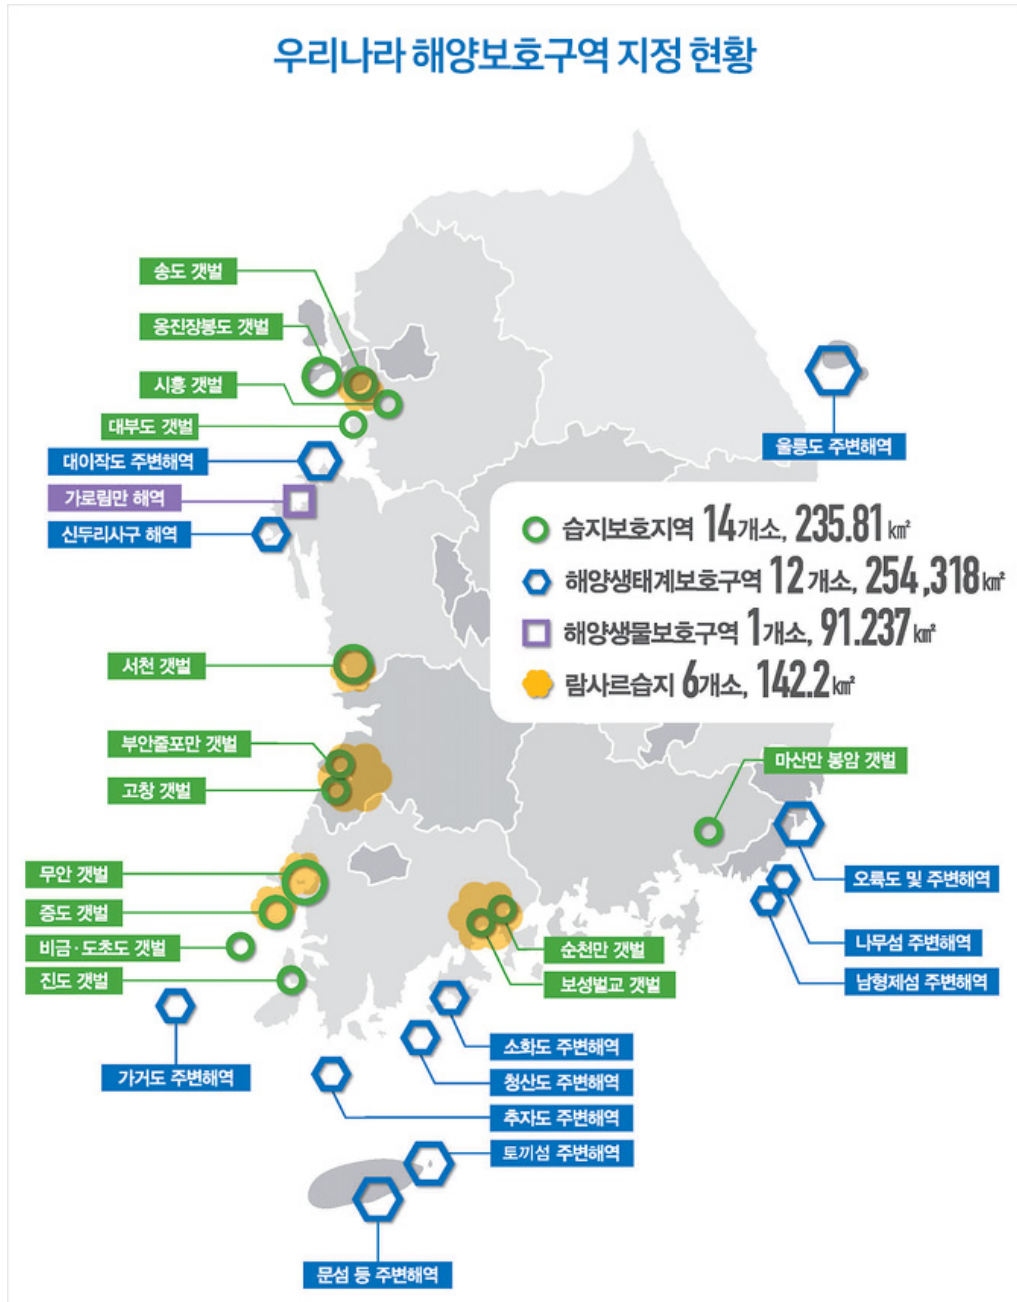 우리나라 해양보호구역 지정 현황
송도 갯벌
옹진장봉도 갯벌
시흥 갯벌
대부도 갯벌
대이작도 주변해역
가로림만 해역
신두리사구 해역
울릉도 주변해역
습지보호지역 14개소, 235.81㎢
해양생태계보호구역 12개소, 254,318㎢
해양생물보호구역 1개소, 91.237㎢
람사르습지 6개소, 142.2㎢
서천 갯벌
부안줄포만 갯벌
고창 갯벌
마산만 봉암 갯벌
무안 갯벌
증도 갯벌
비금·도초도 갯벌
진도 갯벌
순천만 갯벌
보성벌교 갯벌
오륙도 및 주변해역
나무섬 주변해역
남형제섬 주변해역
가거도 주변해역
소화도 주변해역
청산도 주변해역
추자도 주변해역
토끼섬 주변해역
문섬 등 주변해역